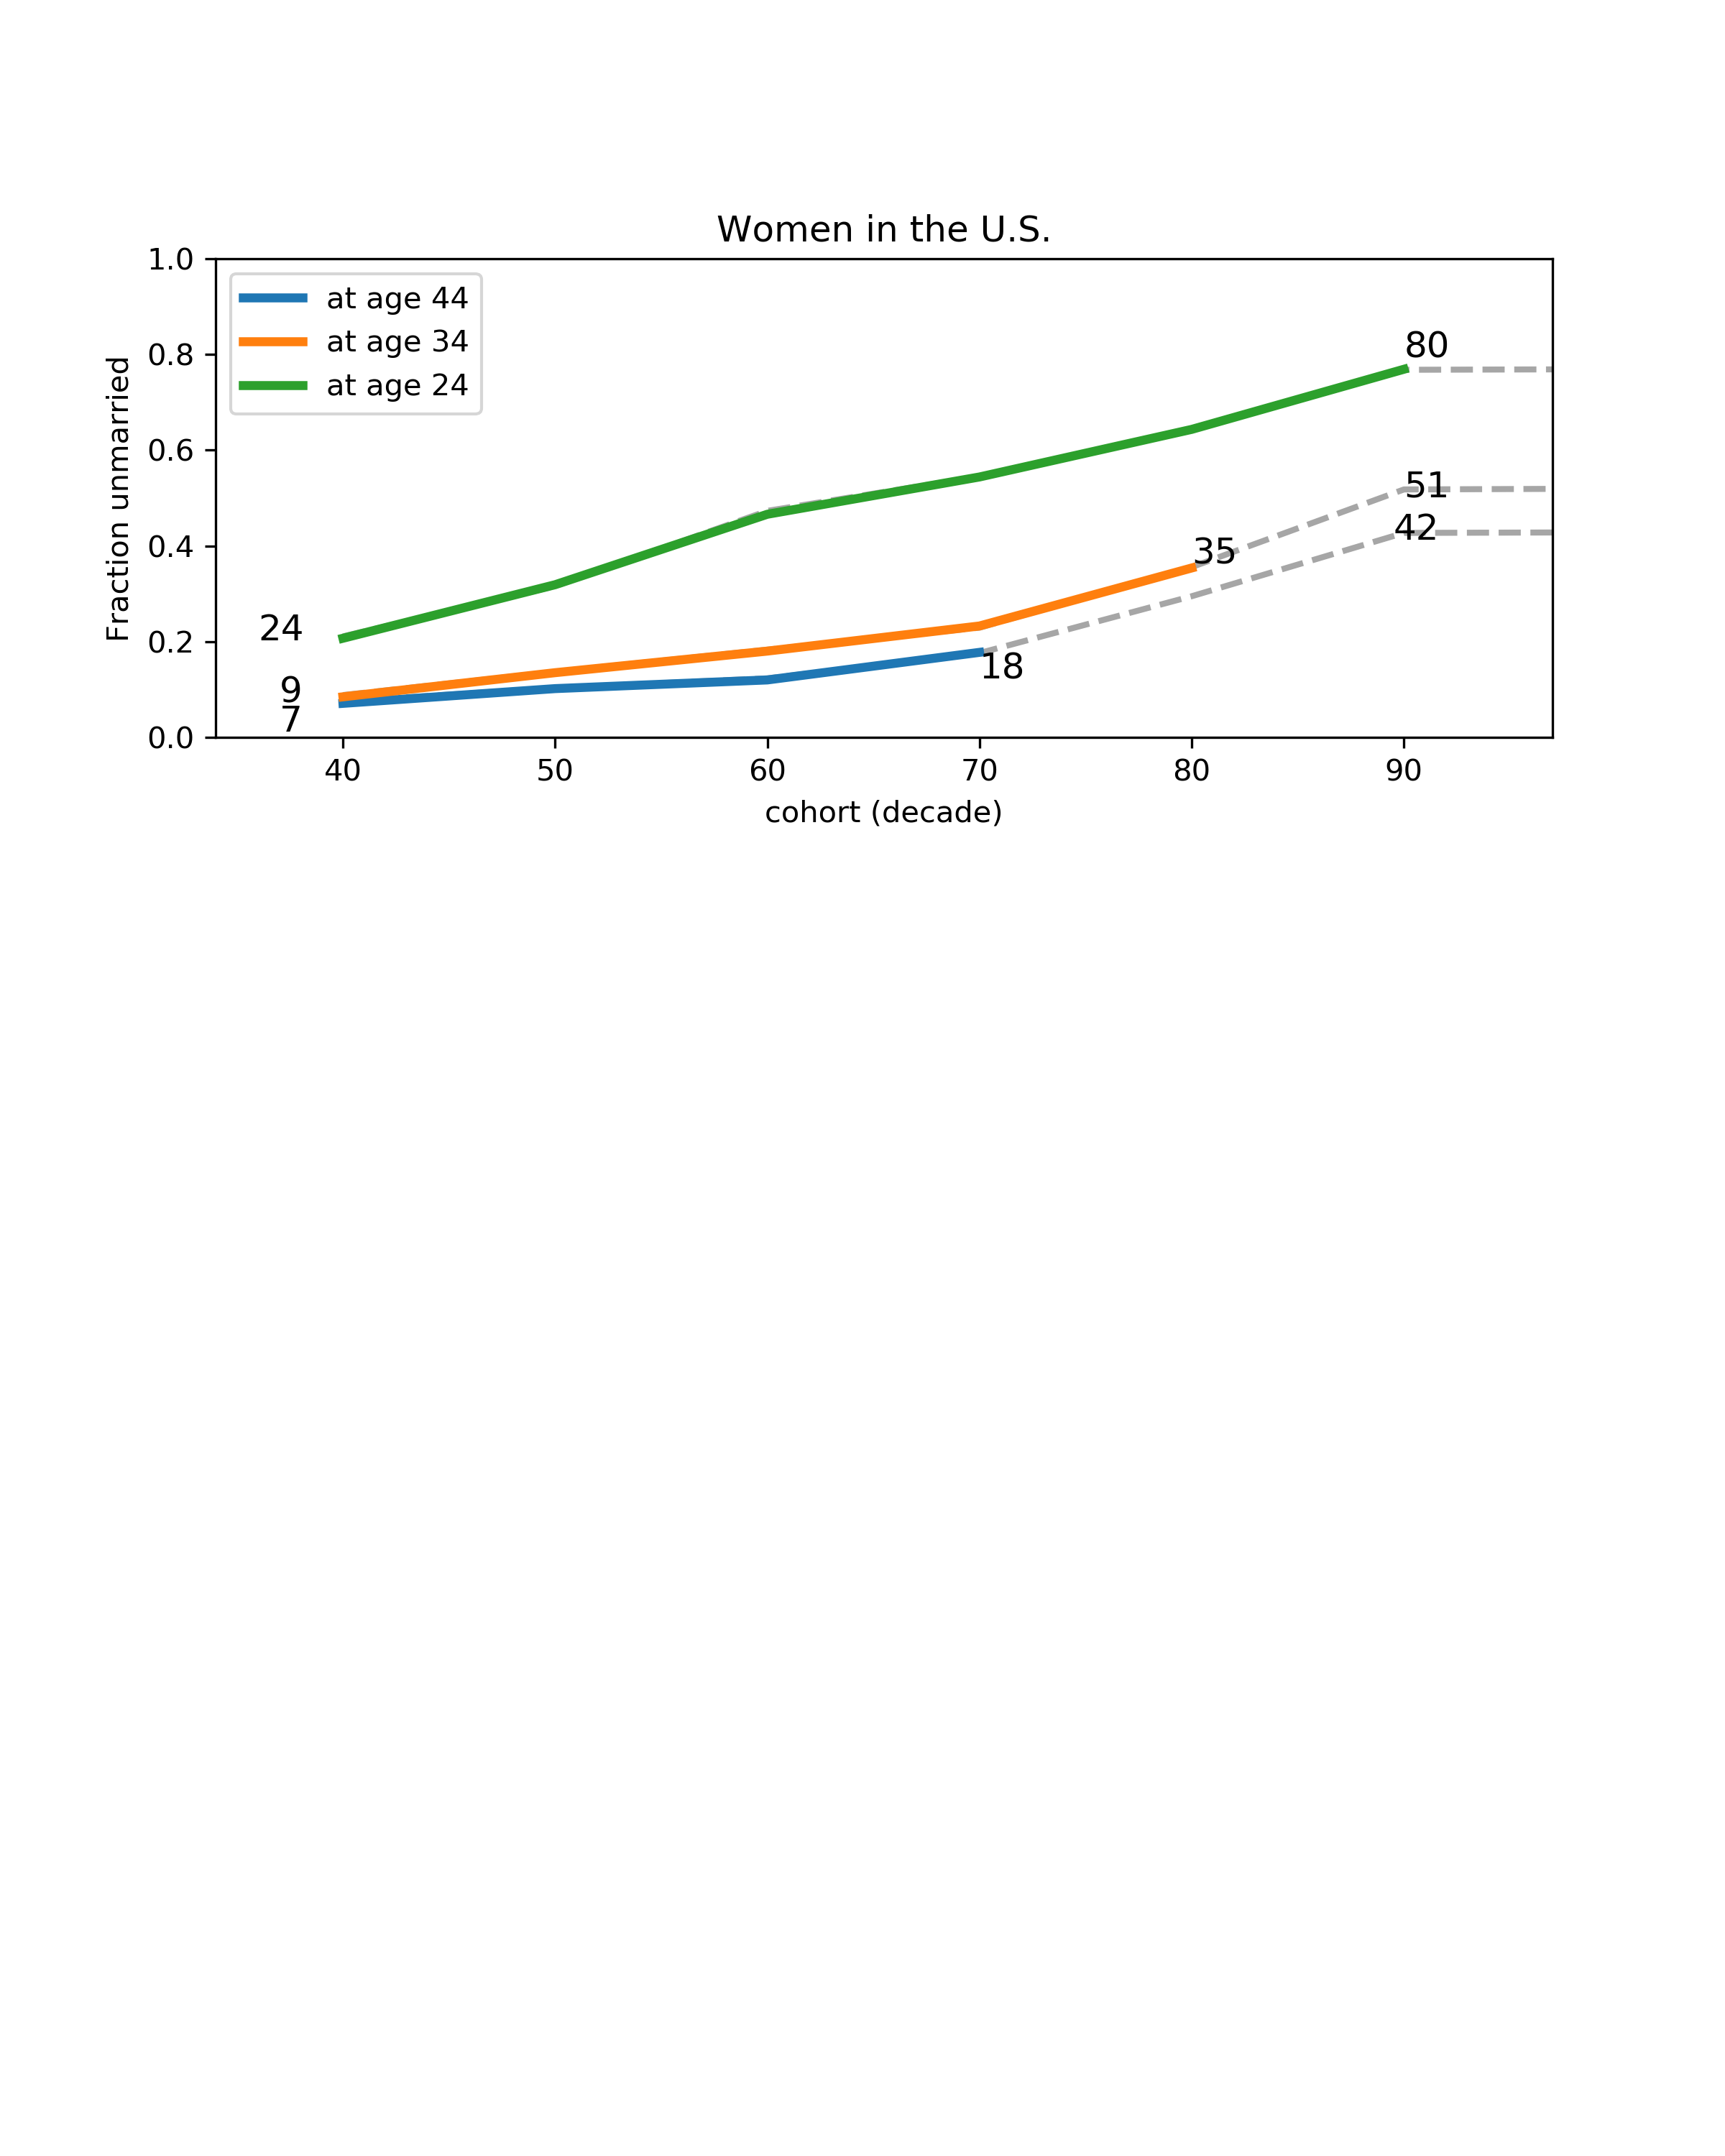 Women in the U.S.
1.0
0.8
0.6
0.4
0.2
0.0
Fraction unmarried
at age 44
at age 34
at age 24
80
51
42
35
24
18
9
7
40 50 60 70 80 90
cohort (decade)